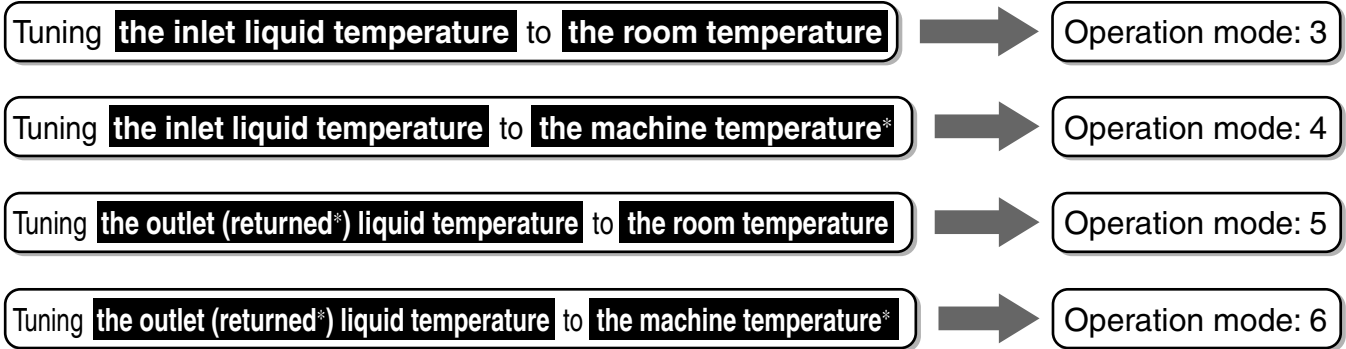 Tuning the inlet liquid temperature to the room temperature Operation mode: 3
Tuning the inlet liquid temperature to the machine temperature* Operation mode: 4
Tuning the outlet (returned*) liquid temperature to the room temperature Operation mode: 5
Tuning the outlet (returned*) liquid temperature to the machine temperature* Operation mode: 6